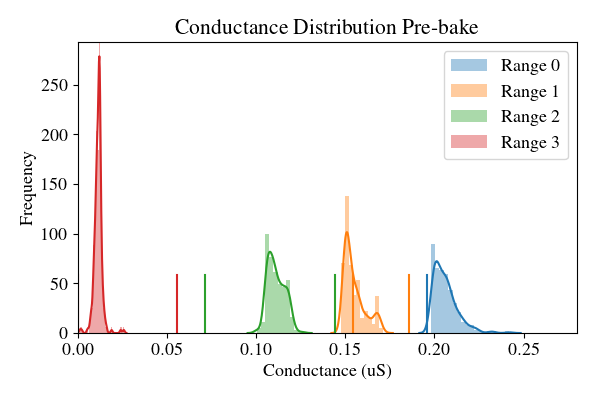 Conductance Distribution Pre-bake
Frequency
250
200
150
100
50
0
Range 0
Range 1
Range 2
Range 3
0.00 0.05 0.10 0.15 0.20 0.25
Conductance (uS)